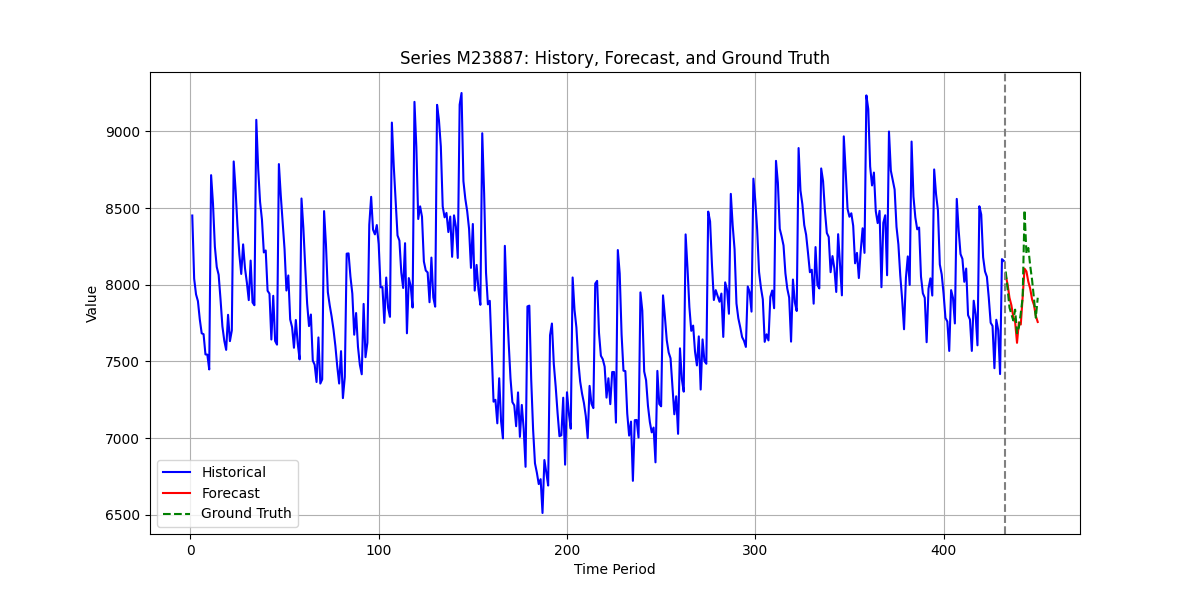 Series M23887: History, Forecast, and Ground Truth
Value
9000
8500
8000
7500
7000
6500
Historical
Forecast
Ground Truth
0 100 200 300 400
Time Period